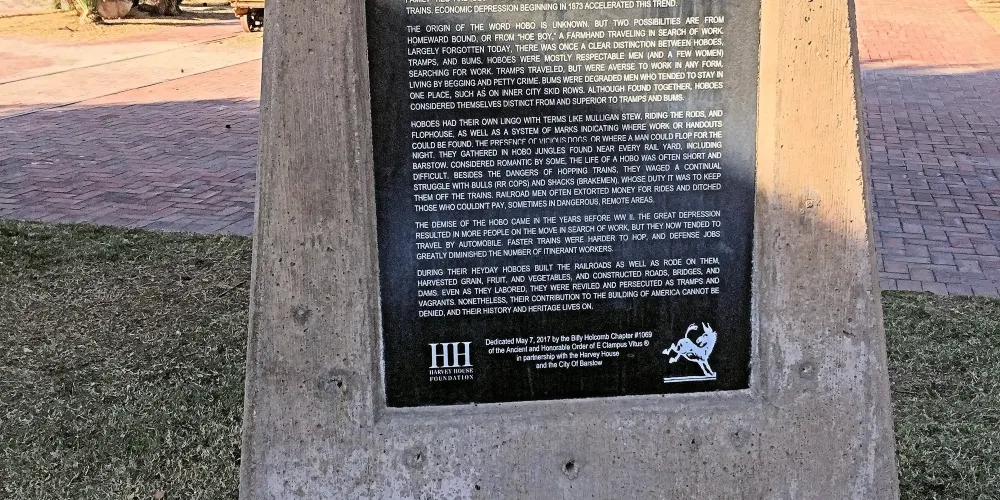 TRAINS. ECONOMIC DEPRESSION BEGINNING IN 1873 ACCELERATED THIS TREND.
THE ORIGIN OF THE WORD HOBO IS UNKNOWN. BUT TWO POSSIBILITIES ARE FROM
HOMEWARD BOUND, OR FROM "HOE BOY," A FARMHAND TRAVELING IN SEARCH OF WORK.
LARGELY FORGOTTEN TODAY, THERE WAS ONCE A CLEAR DISTINCTION BETWEEN HOBOES,
TRAMPS, AND BUMS. HOBOES WERE MOSTLY RESPECTABLE MEN (AND A FEW WOMEN)
SEARCHING FOR WORK. TRAMPS TRAVELED, BUT WERE AVERSE TO WORK IN ANY FORM,
LIVING BY BEGGING AND PETTY CRIME. BUMS WERE DEGRADED MEN WHO TENDED TO STAY IN
ONE PLACE, SUCH AS ON INNER CITY SKID ROWS. ALTHOUGH FOUND TOGETHER, HOBOES
CONSIDERED THEMSELVES DISTINCT FROM AND SUPERIOR TO TRAMPS AND BUMS.
HOBOES HAD THEIR OWN LINGO WITH TERMS LIKE MULLIGAN STEW, RIDING THE RODS, AND
FLOPHOUSE, AS WELL AS A SYSTEM OF MARKS INDICATING WHERE WORK OR HANDOUTS
COULD BE FOUND, THE PRESENCE OF VICIOUS DOGS, OR WHERE A MAN COULD FLOP FOR THE
NIGHT. THEY GATHERED IN HOBO JUNGLES FOUND NEAR EVERY RAIL YARD, INCLUDING
BARSTOW. CONSIDERED ROMANTIC BY SOME, THE LIFE OF A HOBO WAS OFTEN SHORT AND
DIFFICULT. BESIDES THE DANGERS OF HOPPING TRAINS, THEY WAGED A CONTINUAL
STRUGGLE WITH BULLS (RR COPS) AND SHACKS (BRAKEMEN), WHOSE DUTY IT WAS TO KEEP
THEM OFF THE TRAINS. RAILROAD MEN OFTEN EXTORTED MONEY FOR RIDES AND DITCHED
THOSE WHO COULDN'T PAY, SOMETIMES IN DANGEROUS, REMOTE AREAS.
THE DEMISE OF THE HOBO CAME IN THE YEARS BEFORE WW II. THE GREAT DEPRESSION
RESULTED IN MORE PEOPLE ON THE MOVE IN SEARCH OF WORK, BUT THEY NOW TENDED TO
TRAVEL BY AUTOMOBILE. FASTER TRAINS WERE HARDER TO HOP, AND DEFENSE JOBS
GREATLY DIMINISHED THE NUMBER OF ITINERANT WORKERS.
DURING THEIR HEYDAY HOBOES BUILT THE RAILROADS AS WELL AS RODE ON THEM,
HARVESTED GRAIN, FRUIT, AND VEGETABLES, AND CONSTRUCTED ROADS, BRIDGES, AND
DAMS. EVEN AS THEY LABORED, THEY WERE REVILED AND PERSECUTED AS TRAMPS AND
VAGRANTS. NONETHELESS, THEIR CONTRIBUTION TO THE BUILDING OF AMERICA CANNOT BE
DENIED, AND THEIR HISTORY AND HERITAGE LIVES ON.
HH
HARVEY HOUSE
FOUNDATION
Dedicated May 7, 2017 by the Billy Holcomb Chapter #1069
of the Ancient and Honorable Order of E Clampus Vitus ®
in partnership with the Harvey House
and the City Of Barstow